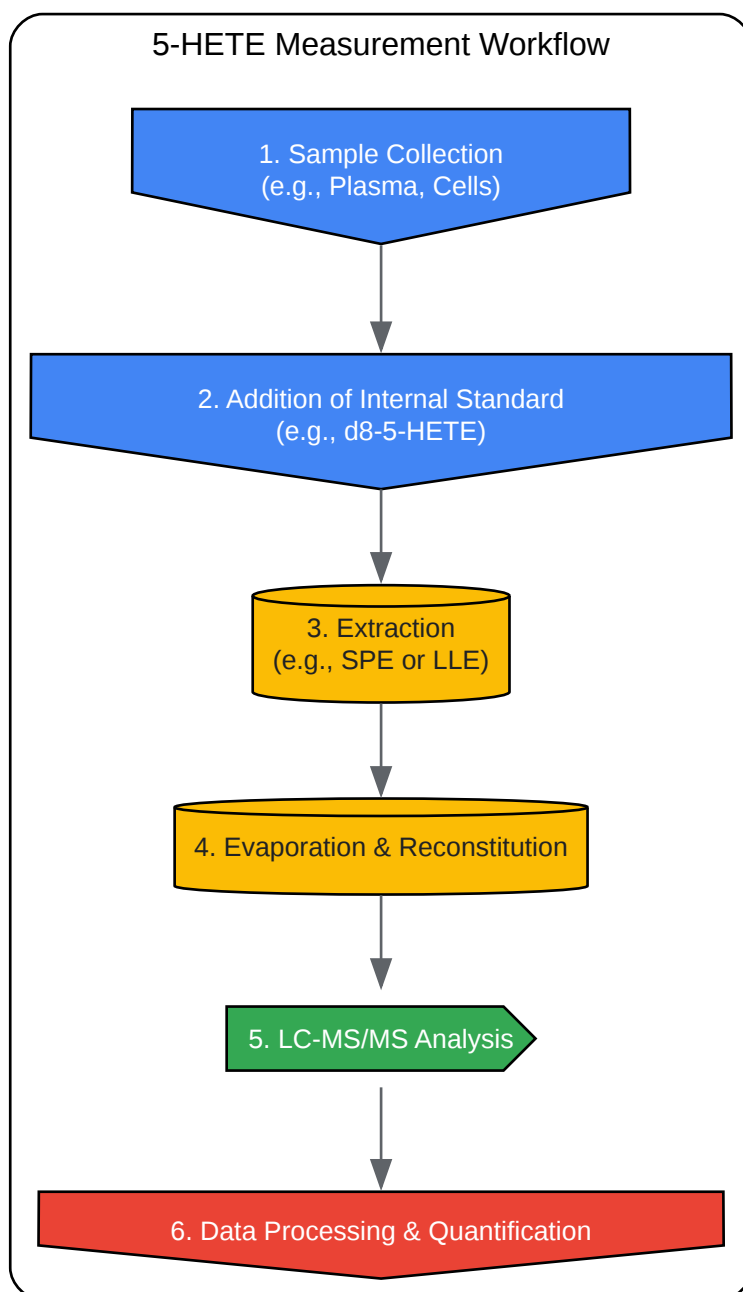 5-HETE Measurement Workflow
1. Sample Collection
(e.g., Plasma, Cells)
2. Addition of Internal Standard
(e.g., d8-5-HETE)
3. Extraction
(e.g., SPE or LLE)
4. Evaporation & Reconstitution
5. LC-MS/MS Analysis
6. Data Processing & Quantification